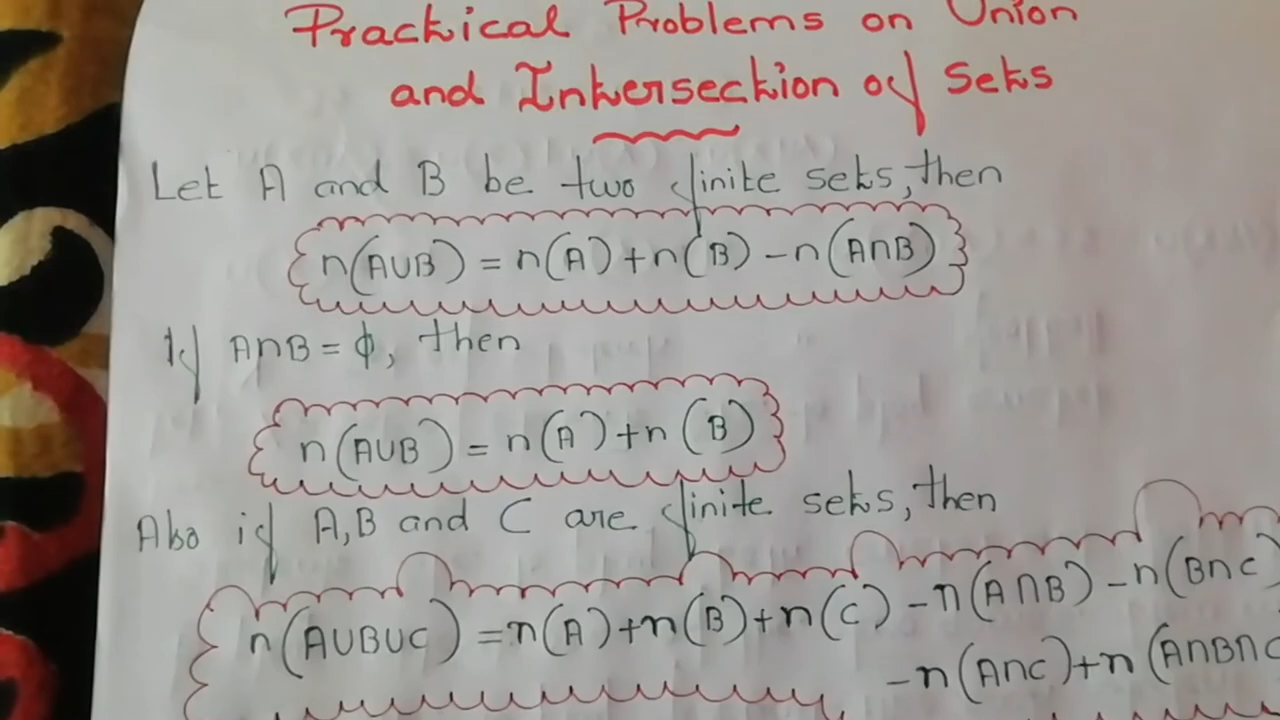 Practical Problems on Union
and Intersection of Sets
Let A and B be two finite sets, then
n(A∪B) = n(A) + n(B) - n(A∩B)
If A∩B = ϕ, then
n(A∪B) = n(A) + n(B)
Also if A, B and C are finite sets, then
n(A∪B∪C) = n(A) + n(B) + n(C) - n(A∩B) - n(B∩C)
- n(A∩C) + n(A∩B∩C